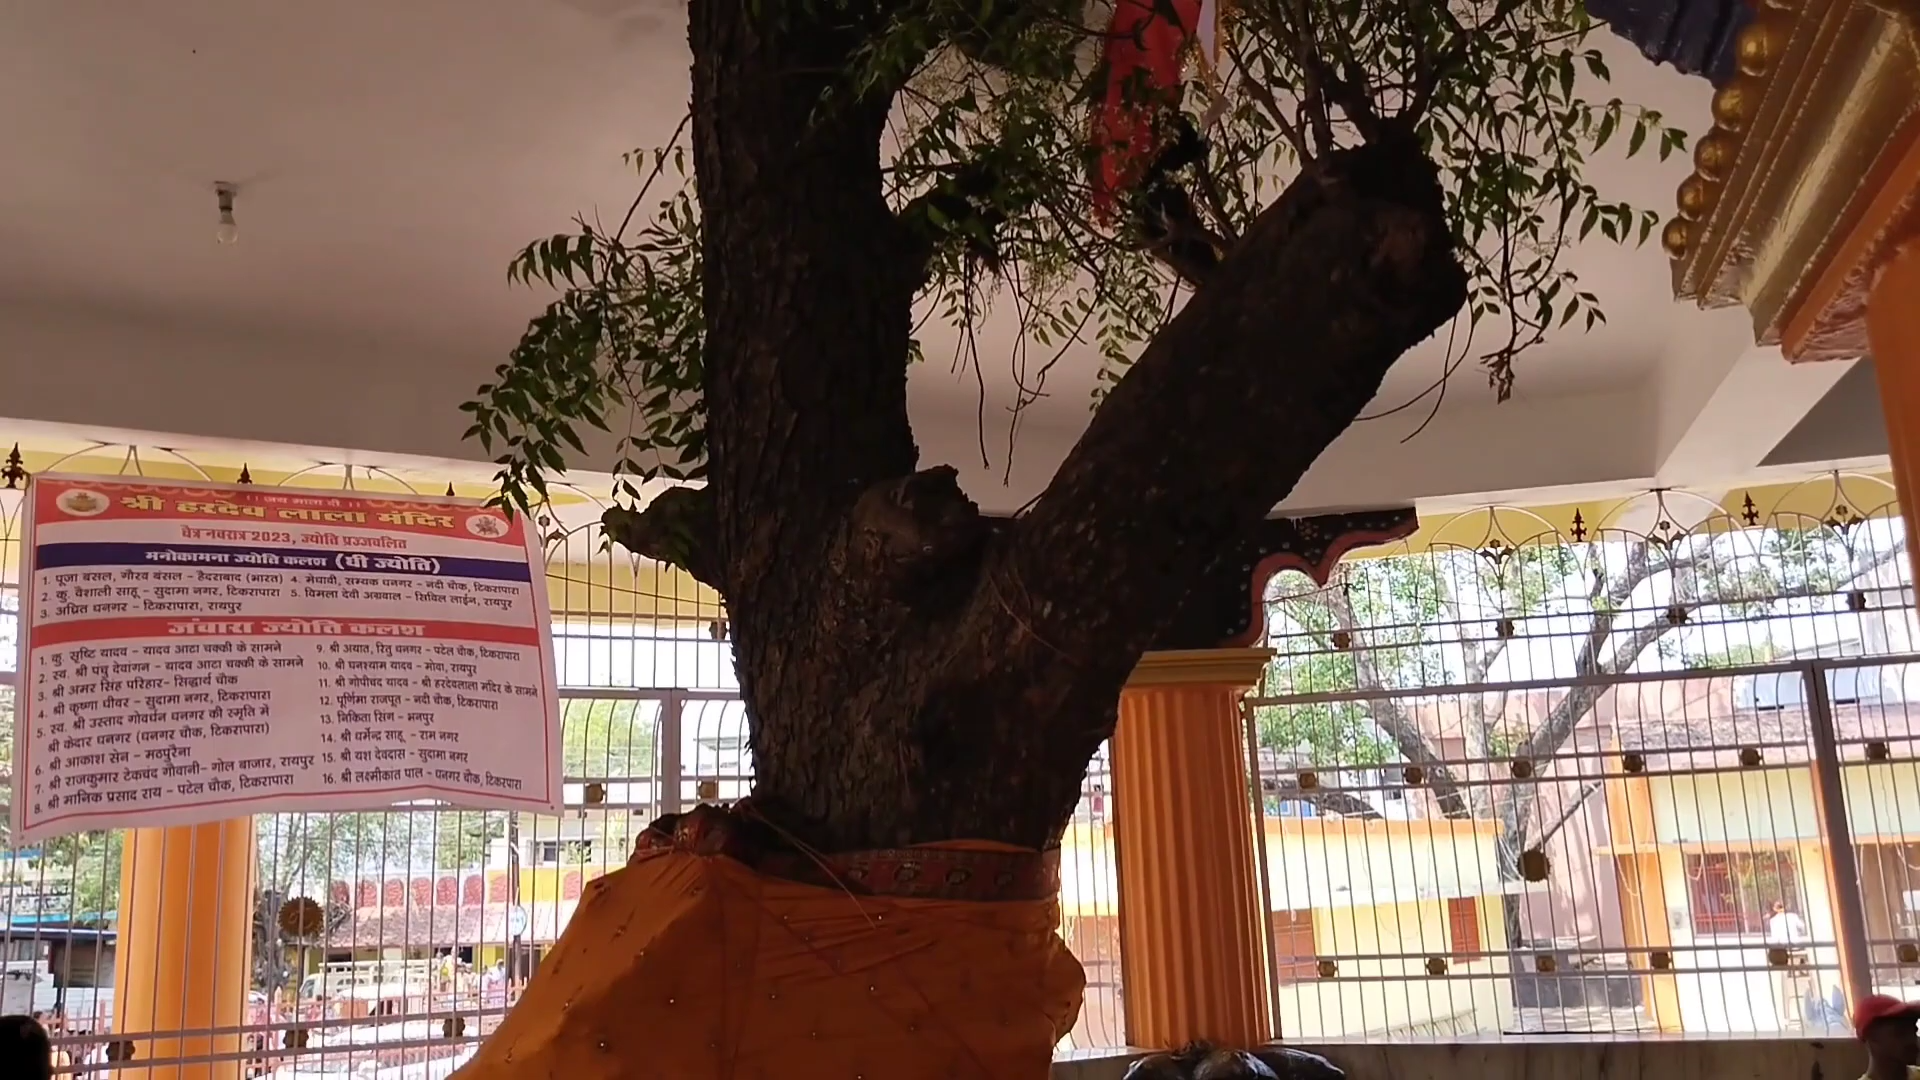 ।। जय माता दी ।।
श्री हरदेव लाला मंदिर
चैत्र नवरात्र 2023, ज्योति प्रज्जवलित
मनोकामना ज्योति कलश (घी ज्योति)
1. पूजा बंसल, गौरव बंसल - हैदराबाद (भारत)
2. कु. वैशाली साहू - सुदामा नगर, टिकरापारा
3. अप्रित धनगर - टिकरापारा, रायपुर
4. मेधावी, सम्यक धनगर - नदी चौक, टिकरापारा
5. विमला देवी अग्रवाल - सिविल लाईन, रायपुर
जंवारा ज्योति कलश
1. कु. सृष्टि यादव - यादव आटा चक्की के सामने
2. स्व. श्री पंचु देवांगन - यादव आटा चक्की के सामने
3. श्री अमर सिंह परिहार- सिद्धार्थ चौक
4. श्री कृष्णा धीवर - सुदामा नगर, टिकरापारा
5. स्व. श्री उस्ताद गोवर्धन धनगर की स्मृति में
श्री केदार धनगर (धनगर चौक, टिकरापारा)
6. श्री आकाश सेन - मठपुरैना
7. श्री राजकुमार टेकचंद गोवानी- गोल बाजार, रायपुर
8. श्री मानिक प्रसाद राय - पटेल चौक, टिकरापारा
9. श्री अयात, रितु धनगर - पटेल चौक, टिकरापारा
10. श्री घनश्याम यादव - मोवा, रायपुर
11. श्री गोपीचंद यादव - श्री हरदेवलाला मंदिर के सामने
12. पूर्णिमा राजपूत - नदी चौक, टिकरापारा
13. निकिता सिंग - भनपुर
14. श्री धर्मेन्द्र साहू - राम नगर
15. श्री यश देवदास - सुदामा नगर
16. श्री लक्ष्मीकांत पाल - धनगर चौक, टिकरापारा